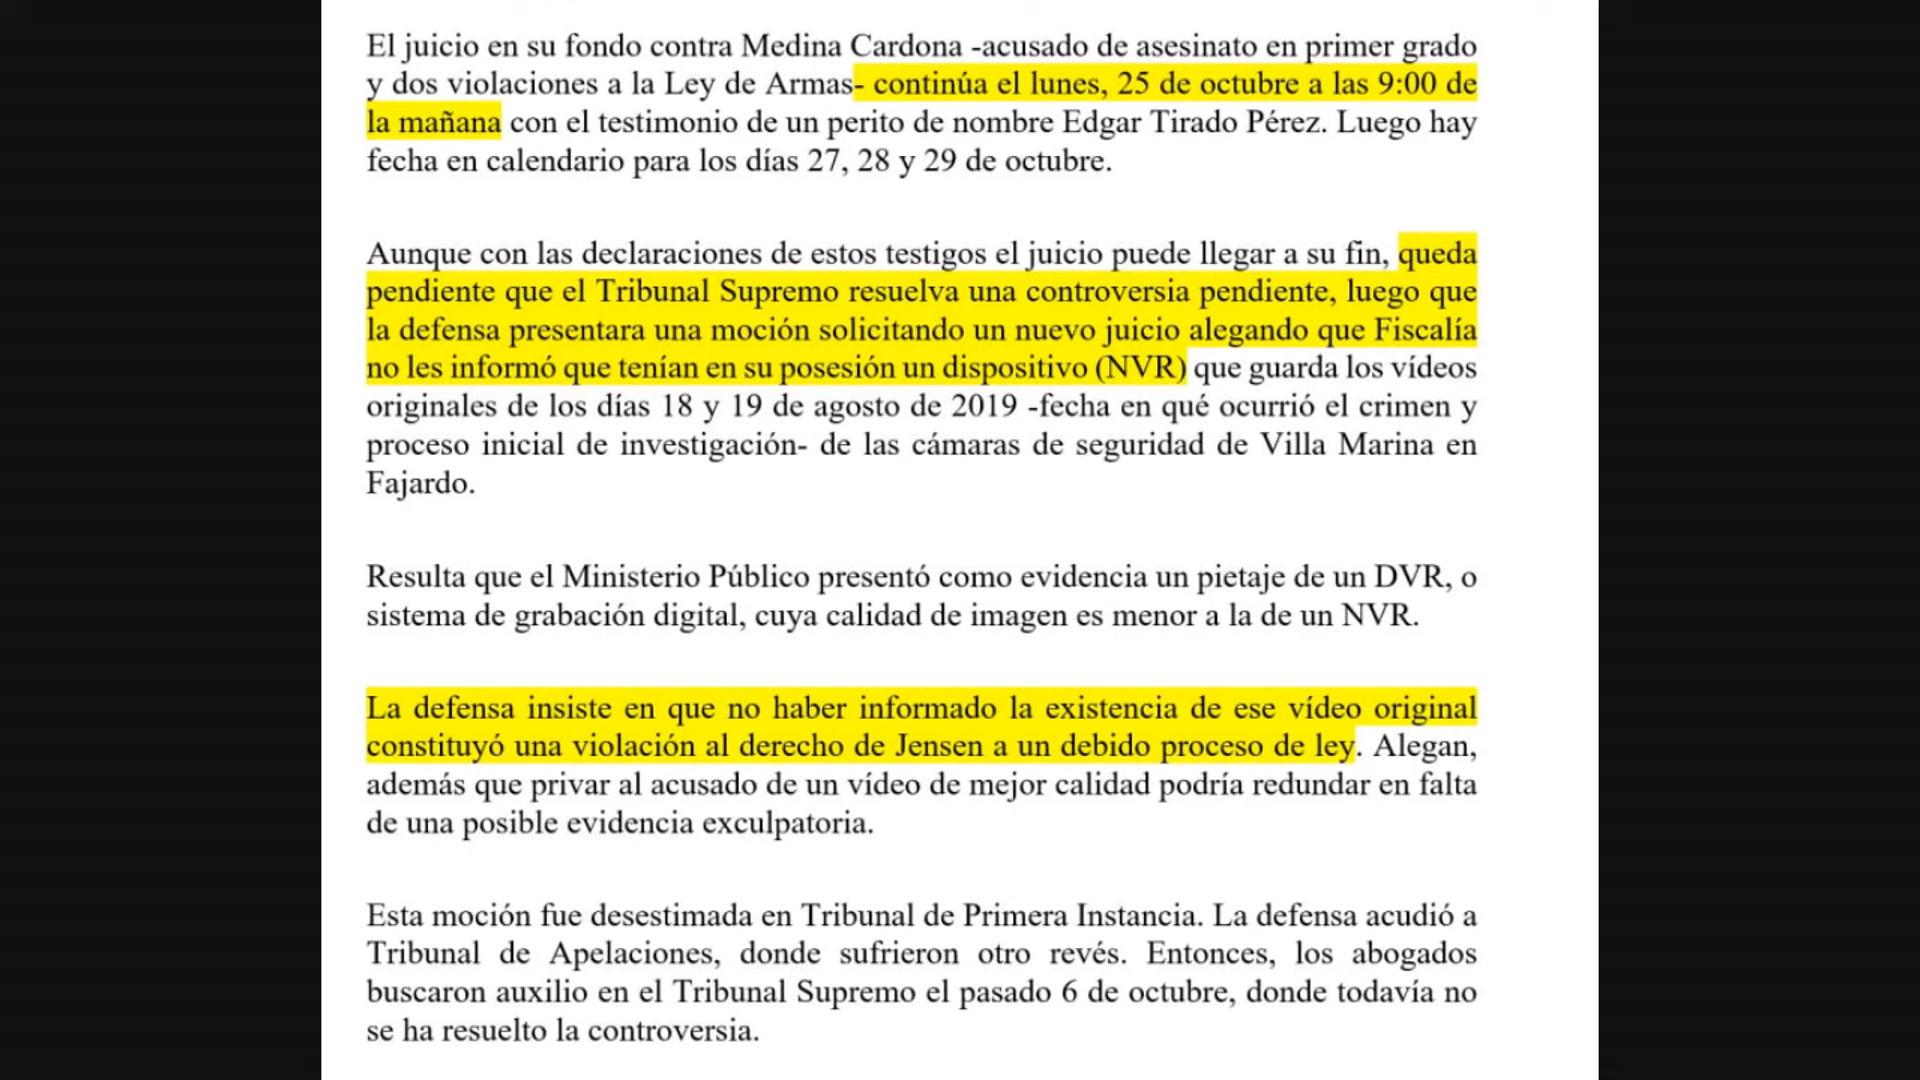 El juicio en su fondo contra Medina Cardona -acusado de asesinato en primer grado
y dos violaciones a la Ley de Armas- continúa el lunes, 25 de octubre a las 9:00 de
la mañana con el testimonio de un perito de nombre Edgar Tirado Pérez. Luego hay
fecha en calendario para los días 27, 28 y 29 de octubre.
Aunque con las declaraciones de estos testigos el juicio puede llegar a su fin, queda
pendiente que el Tribunal Supremo resuelva una controversia pendiente, luego que
la defensa presentara una moción solicitando un nuevo juicio alegando que Fiscalía
no les informó que tenían en su posesión un dispositivo (NVR) que guarda los vídeos
originales de los días 18 y 19 de agosto de 2019 -fecha en qué ocurrió el crimen y
proceso inicial de investigación- de las cámaras de seguridad de Villa Marina en
Fajardo.
Resulta que el Ministerio Público presentó como evidencia un pietaje de un DVR, o
sistema de grabación digital, cuya calidad de imagen es menor a la de un NVR.
La defensa insiste en que no haber informado la existencia de ese vídeo original
constituyó una violación al derecho de Jensen a un debido proceso de ley. Alegan,
además que privar al acusado de un vídeo de mejor calidad podría redundar en falta
de una posible evidencia exculpatoria.
Esta moción fue desestimada en Tribunal de Primera Instancia. La defensa acudió a
Tribunal de Apelaciones, donde sufrieron otro revés. Entonces, los abogados
buscaron auxilio en el Tribunal Supremo el pasado 6 de octubre, donde todavía no
se ha resuelto la controversia.